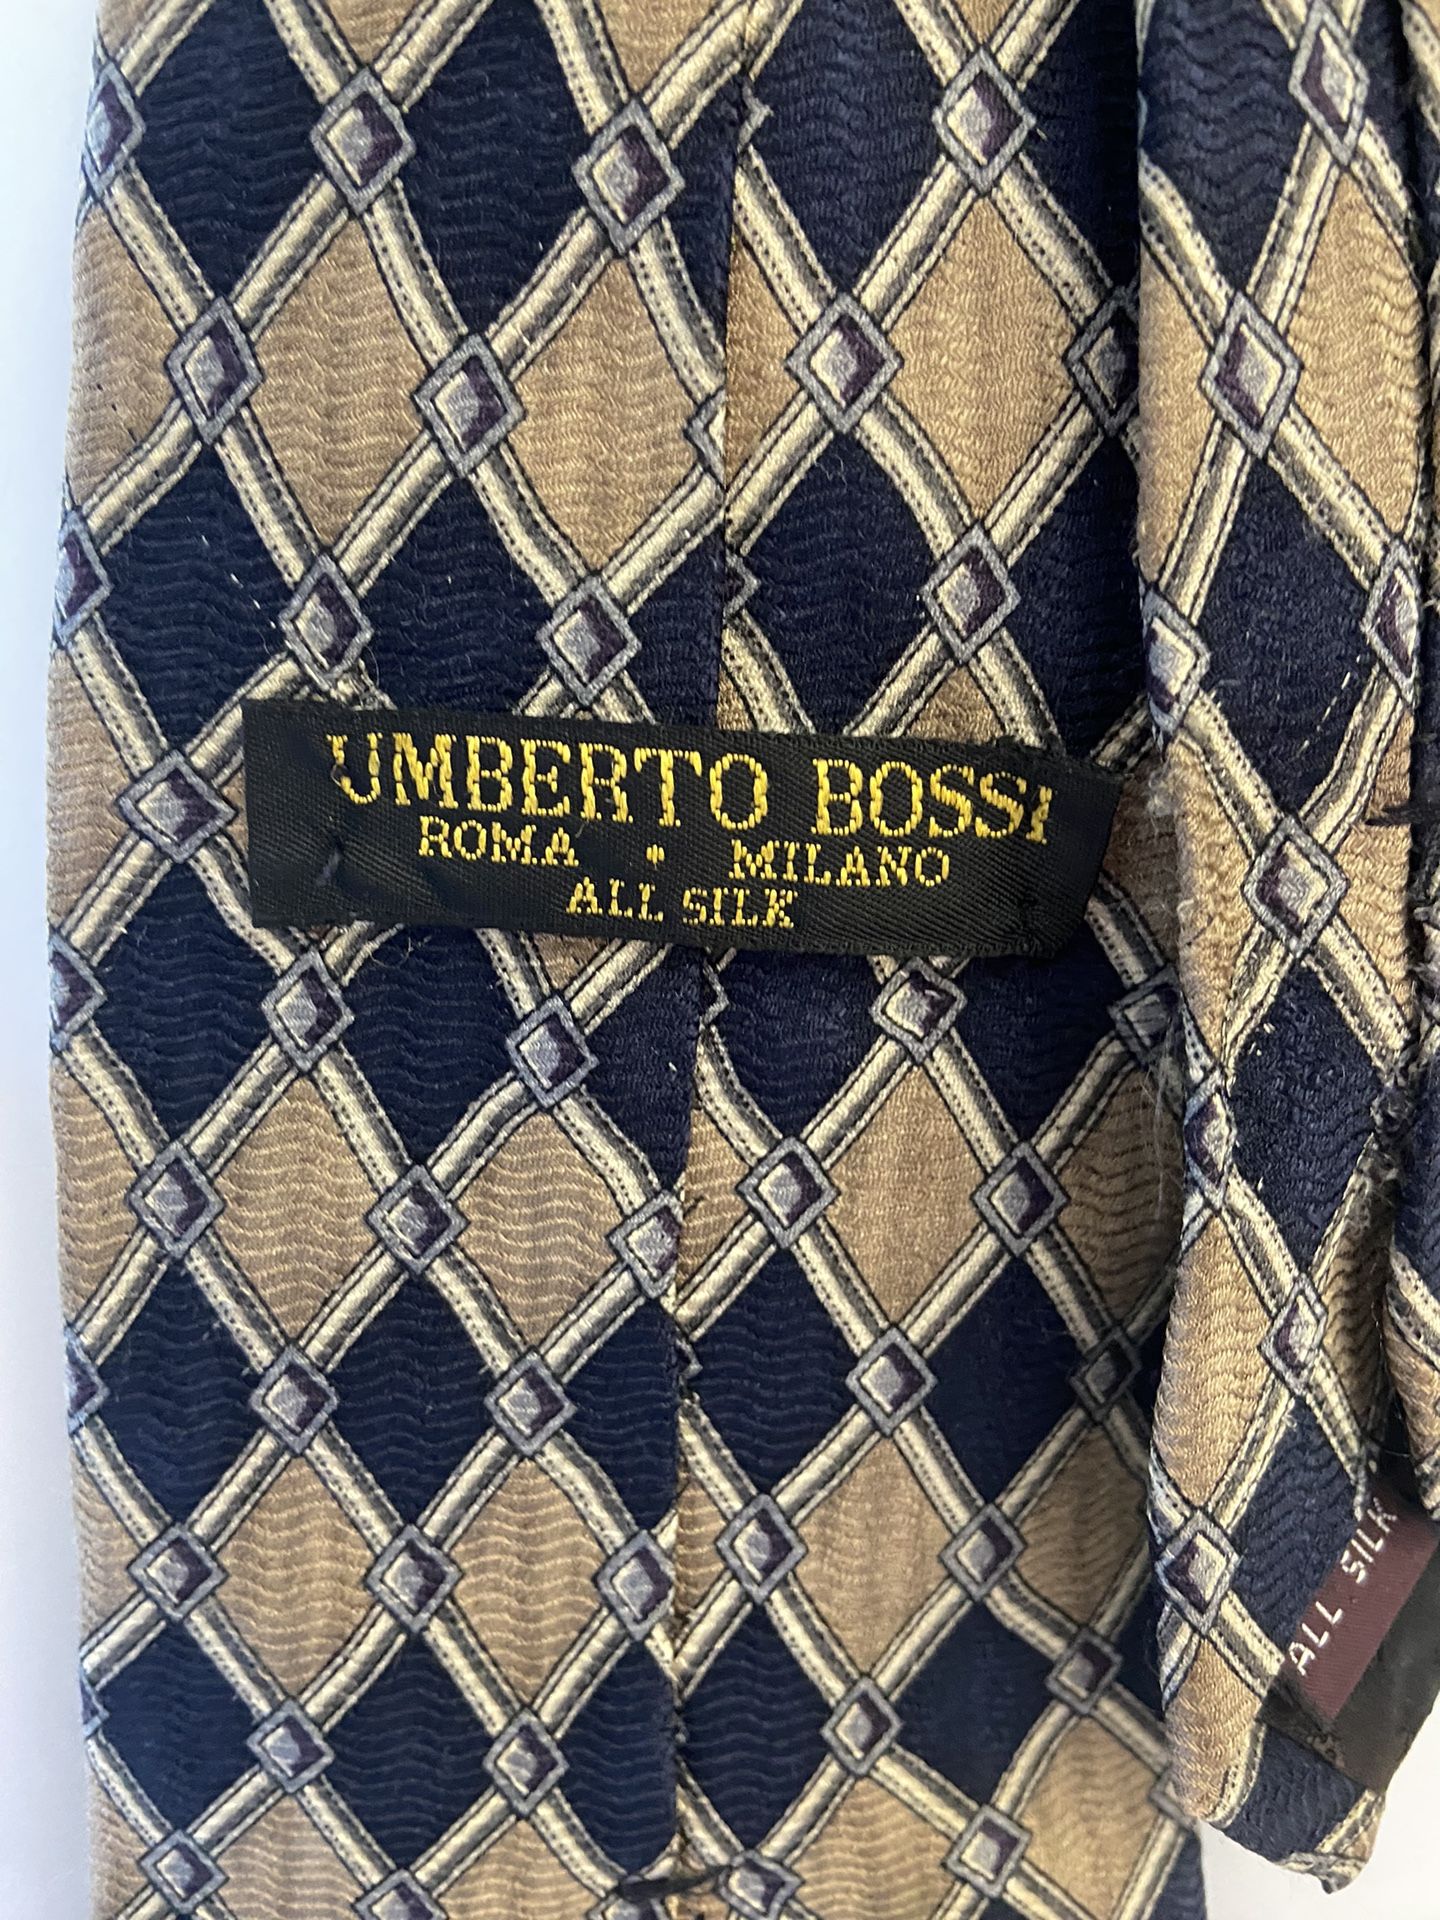 UMBERTO BOSSI
ROMA • MILANO
ALL SILK
ALL SILK